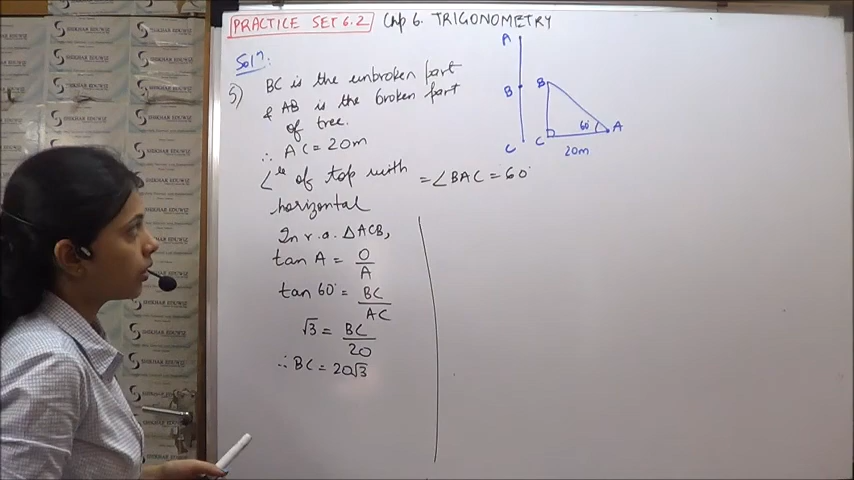 PRACTICE SET 6.2 Chp 6. TRIGONOMETRY
Solⁿ:
5) BC is the unbroken part
& AB is the broken part
of tree.
∴ AC = 20m
∠ᵉ of top with
horizontal = ∠BAC = 60°
In r.a. △ACB,
tan A = O/A
tan 60° = BC/AC
√3 = BC/20
∴ BC = 20√3
A
B
C
B
60°
A
C
20m
SHIKHAR EDUWIZ